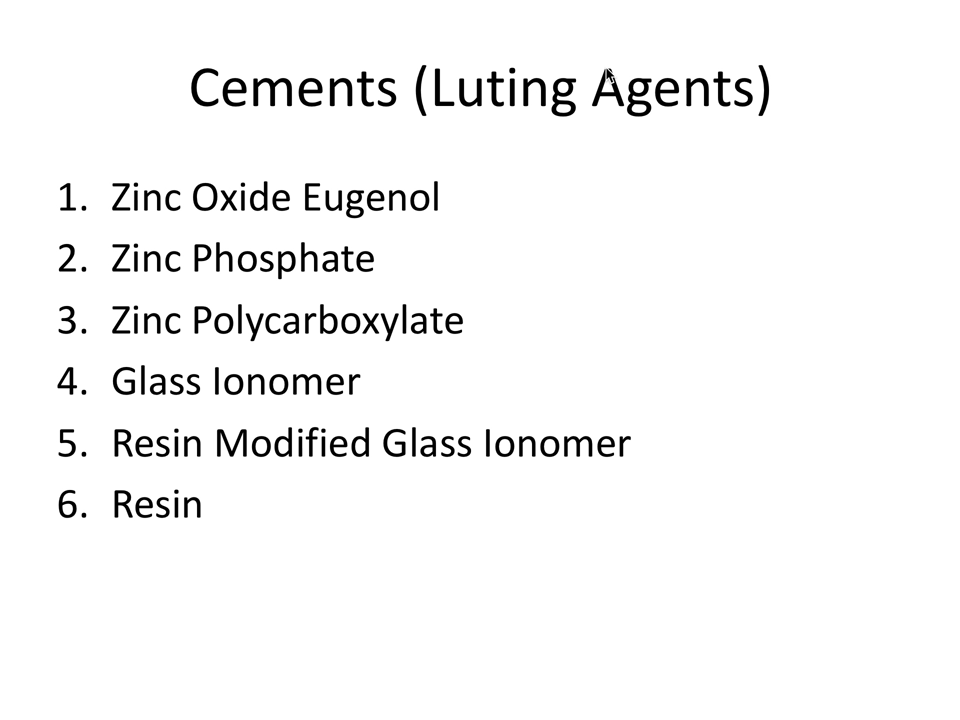 Cements (Luting Agents)
1. Zinc Oxide Eugenol
2. Zinc Phosphate
3. Zinc Polycarboxylate
4. Glass Ionomer
5. Resin Modified Glass Ionomer
6. Resin